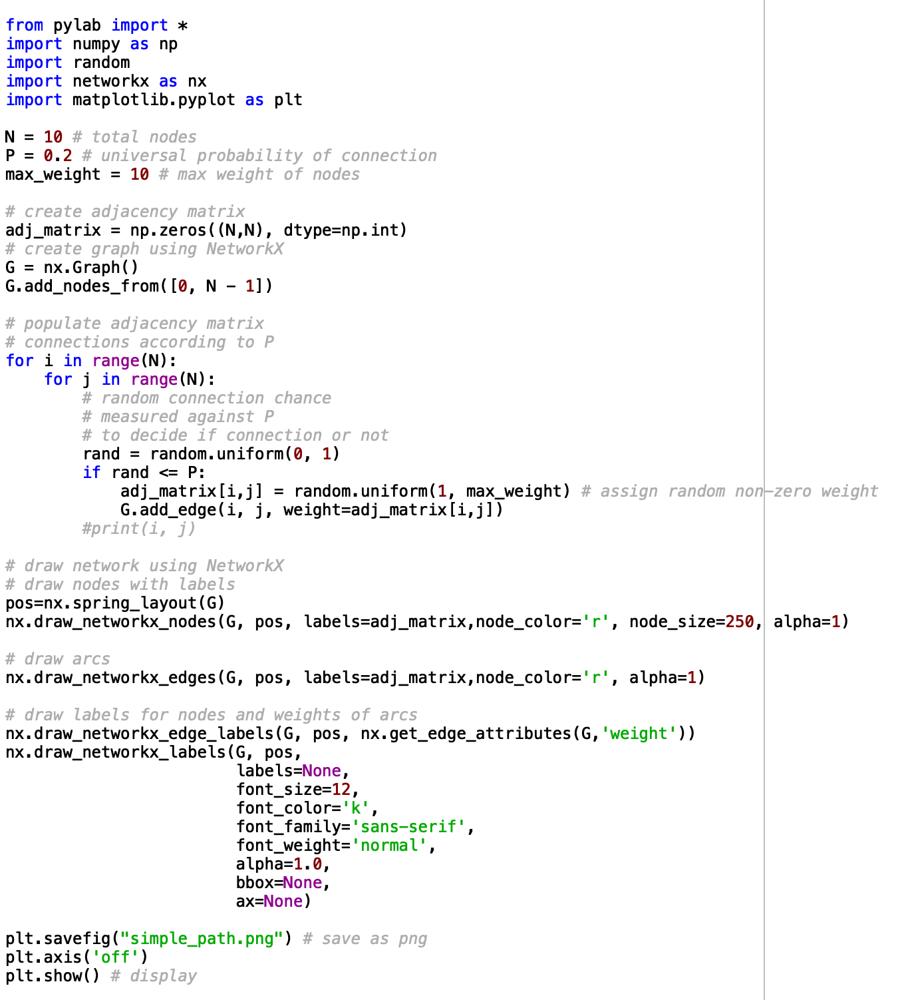 from pylab import *
import numpy as np
import random
import networkx as nx
import matplotlib.pyplot as plt

N = 10 # total nodes
P = 0.2 # universal probability of connection
max_weight = 10 # max weight of nodes

# create adjacency matrix
adj_matrix = np.zeros((N,N), dtype=np.int)
# create graph using NetworkX
G = nx.Graph()
G.add_nodes_from([0, N - 1])

# populate adjacency matrix
# connections according to P
for i in range(N):
    for j in range(N):
        # random connection chance
        # measured against P
        # to decide if connection or not
        rand = random.uniform(0, 1)
        if rand <= P:
            adj_matrix[i,j] = random.uniform(1, max_weight) # assign random non-zero weight
            G.add_edge(i, j, weight=adj_matrix[i,j])
        #print(i, j)

# draw network using NetworkX
# draw nodes with labels
pos=nx.spring_layout(G)
nx.draw_networkx_nodes(G, pos, labels=adj_matrix,node_color='r', node_size=250, alpha=1)

# draw arcs
nx.draw_networkx_edges(G, pos, labels=adj_matrix,node_color='r', alpha=1)

# draw labels for nodes and weights of arcs
nx.draw_networkx_edge_labels(G, pos, nx.get_edge_attributes(G,'weight'))
nx.draw_networkx_labels(G, pos,
                        labels=None,
                        font_size=12,
                        font_color='k',
                        font_family='sans-serif',
                        font_weight='normal',
                        alpha=1.0,
                        bbox=None,
                        ax=None)

plt.savefig("simple_path.png") # save as png
plt.axis('off')
plt.show() # display